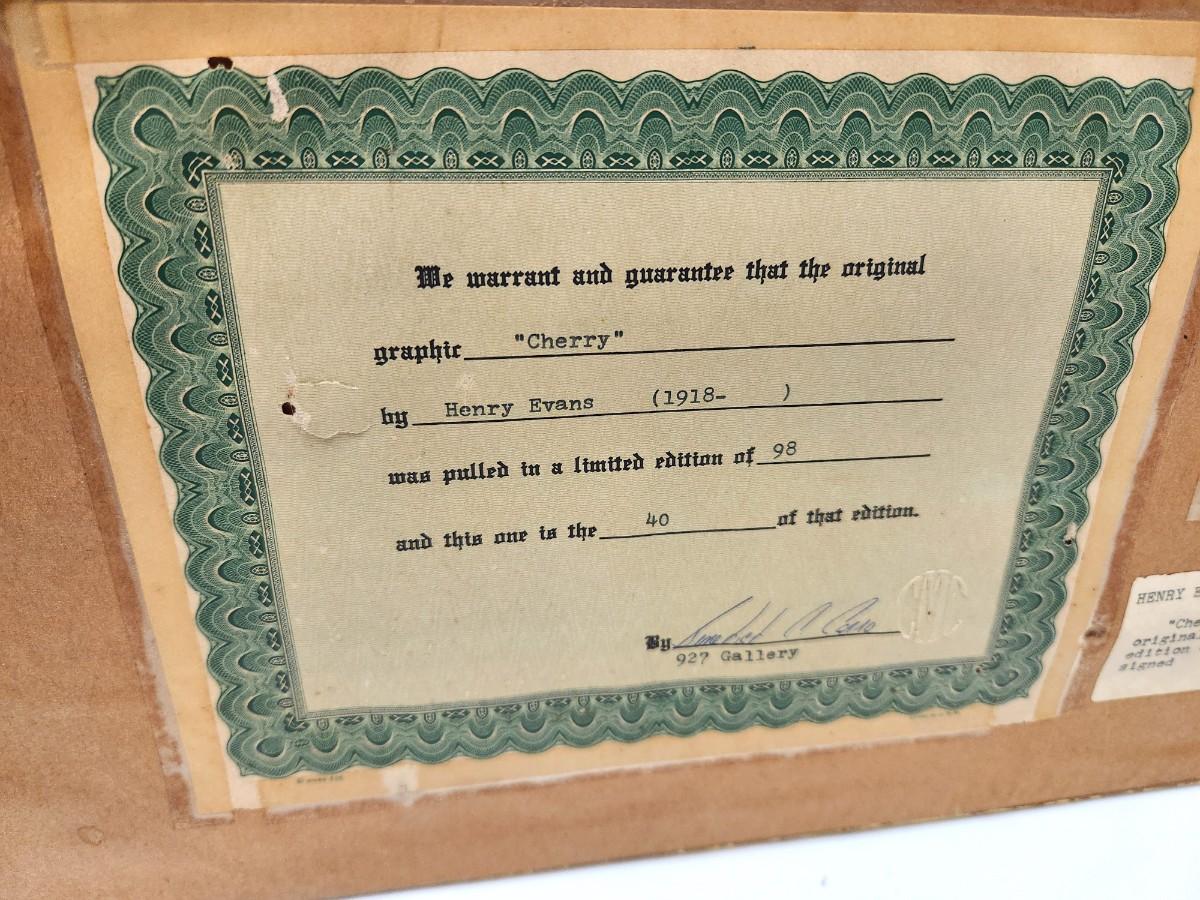 We warrant and guarantee that the original
graphic "Cherry"
by Henry Evans (1918- )
was pulled in a limited edition of 98
and this one is the 40 of that edition.
By
927 Gallery
HENRY E
"Che
origina
edition
signed